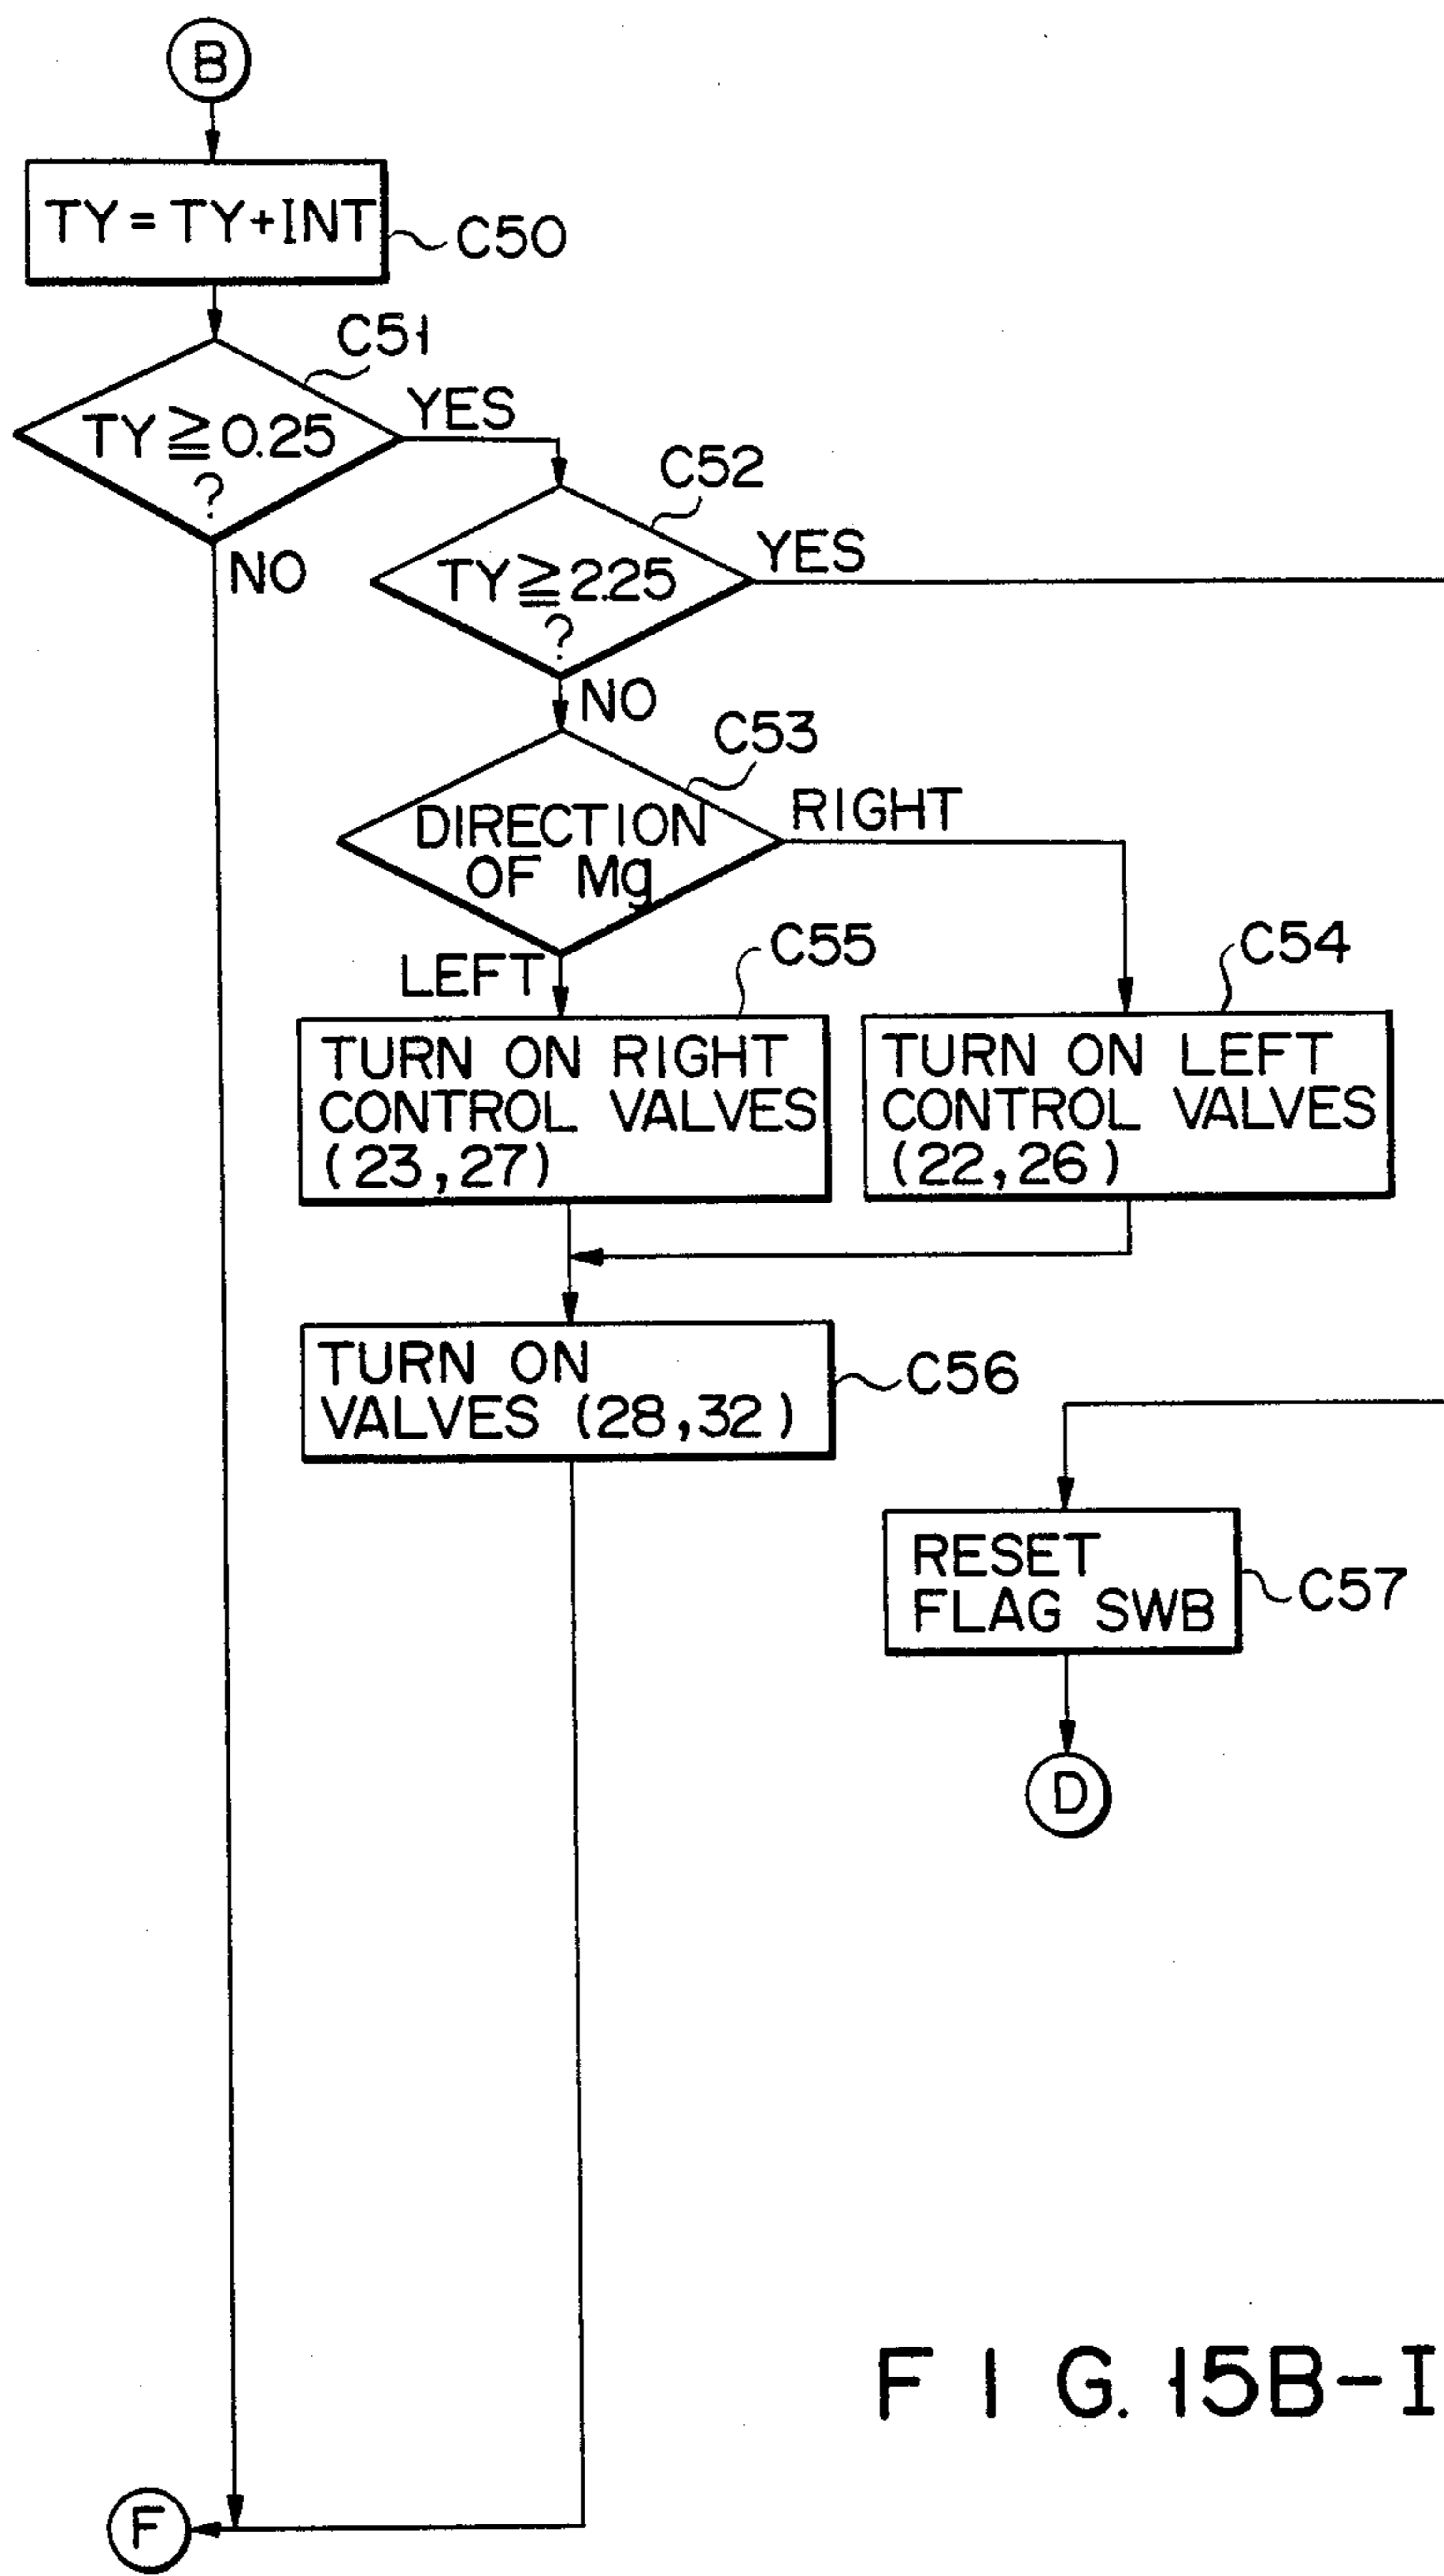 B
TY = TY+INT
C50
C51
TY ≧ 0.25
?
YES
NO
C52
TY ≧ 2.25
?
YES
NO
C53
DIRECTION
OF Mg
RIGHT
LEFT
C55
TURN ON RIGHT
CONTROL VALVES
(23,27)
C54
TURN ON LEFT
CONTROL VALVES
(22,26)
TURN ON
VALVES (28,32)
C56
RESET
FLAG SWB
C57
D
F
F I G. 15B-I